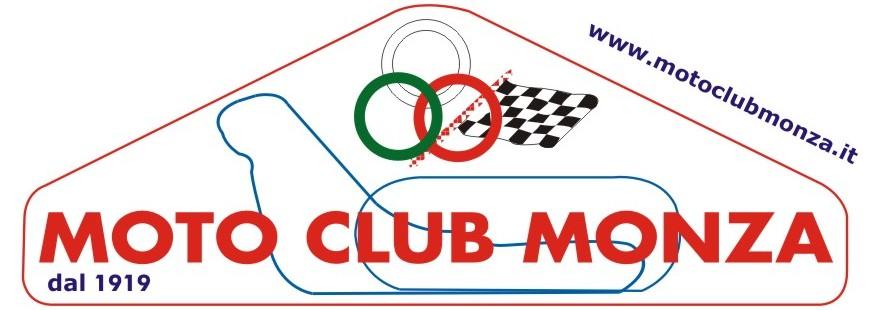 www.motoclubmonza.it
MOTO CLUB MONZA
dal 1919